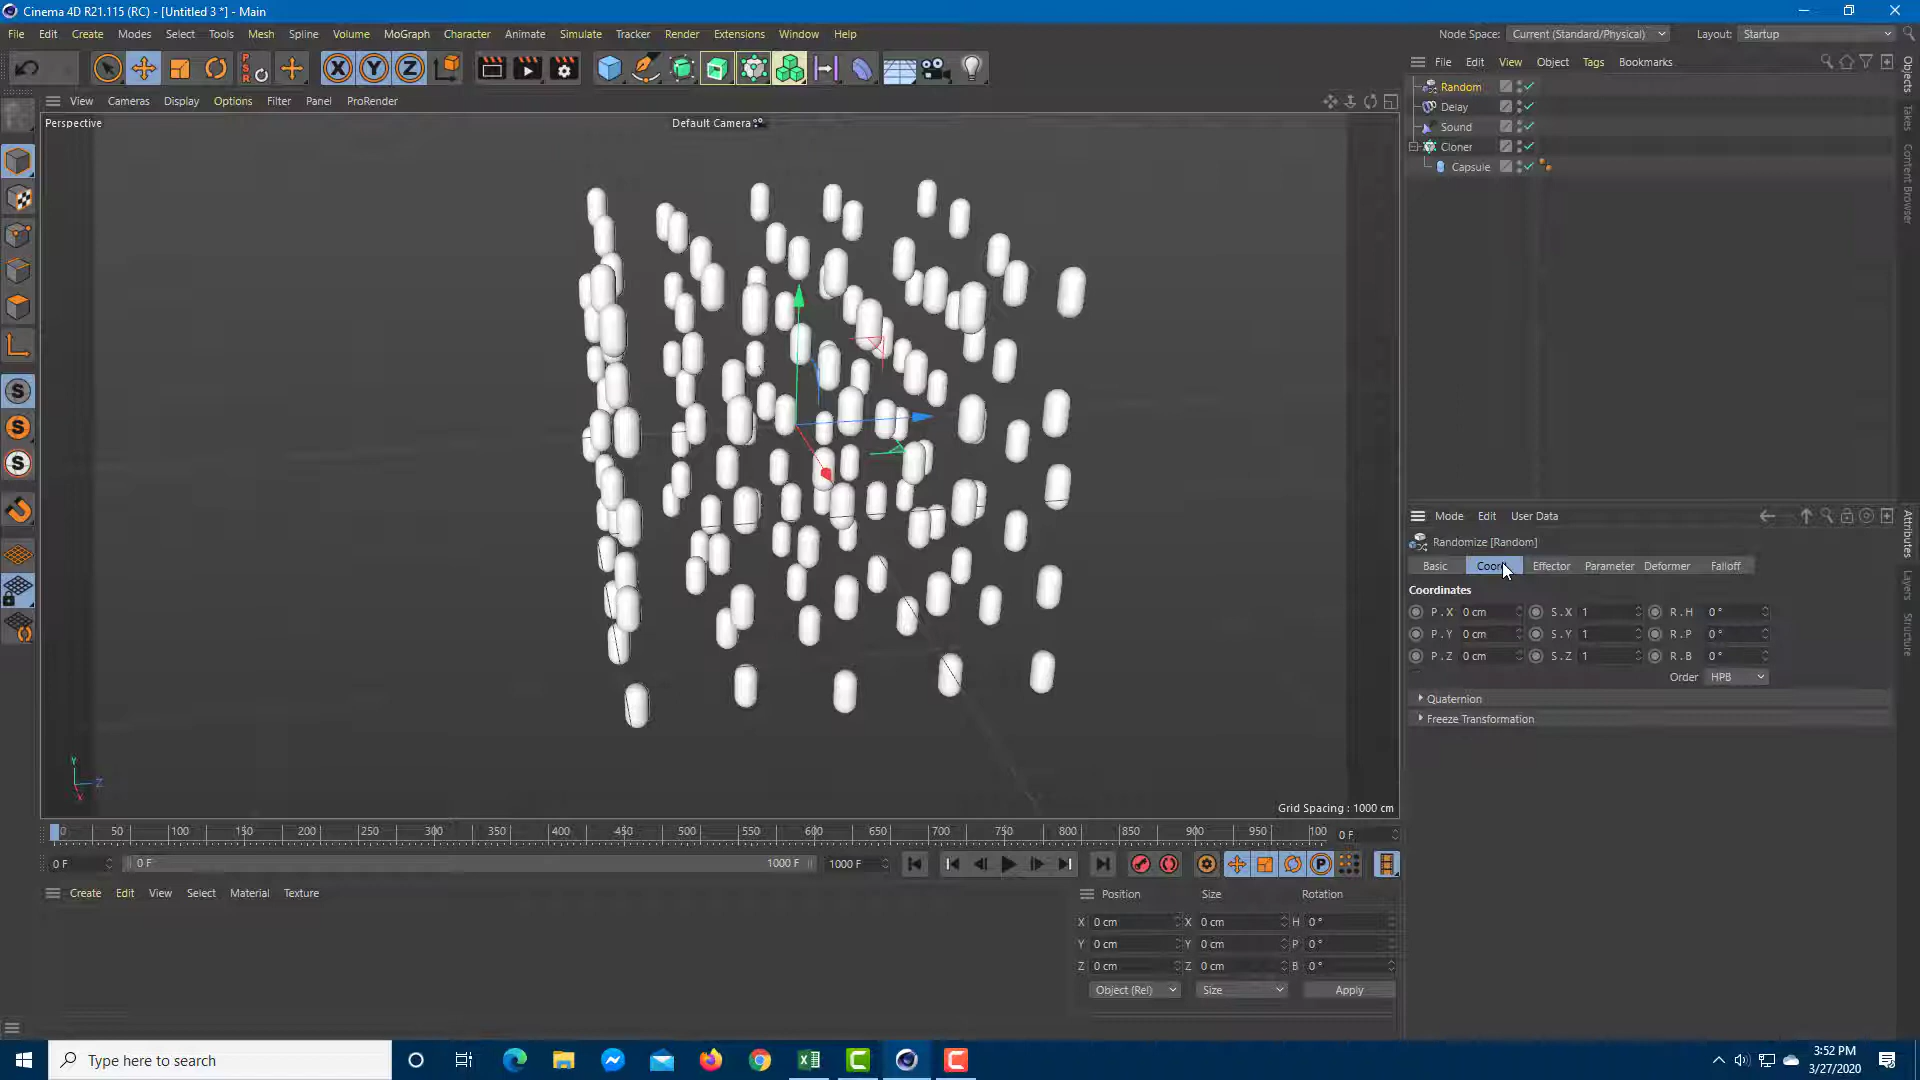 Cinema 4D R21.115 (RC) - [Untitled 3 *] - Main
File Edit Create Modes Select Tools Mesh Spline Volume MoGraph Character Animate Simulate Tracker Render Extensions Window Help
Node Space: Current (Standard/Physical) Layout: Startup
View Cameras Display Options Filter Panel ProRender
Perspective
Default Camera
Grid Spacing : 1000 cm
File Edit View Object Tags Bookmarks
Random
Delay
Sound
Cloner
Capsule
Objects
Takes
Content Browser
Attributes
Layers
Structure
Mode Edit User Data
Randomize [Random]
Basic Coord. Effector Parameter Deformer Falloff
Coordinates
P . X 0 cm S . X 1 R . H 0 °
P . Y 0 cm S . Y 1 R . P 0 °
P . Z 0 cm S . Z 1 R . B 0 °
Order HPB
Quaternion
Freeze Transformation
0 50 100 150 200 250 300 350 400 450 500 550 600 650 700 750 800 850 900 950 100 0 F
0 F 0 F 1000 F 1000 F
Create Edit View Select Material Texture
Position Size Rotation
X 0 cm X 0 cm H 0 °
Y 0 cm Y 0 cm P 0 °
Z 0 cm Z 0 cm B 0 °
Object (Rel) Size Apply
Type here to search
3:52 PM
3/27/2020